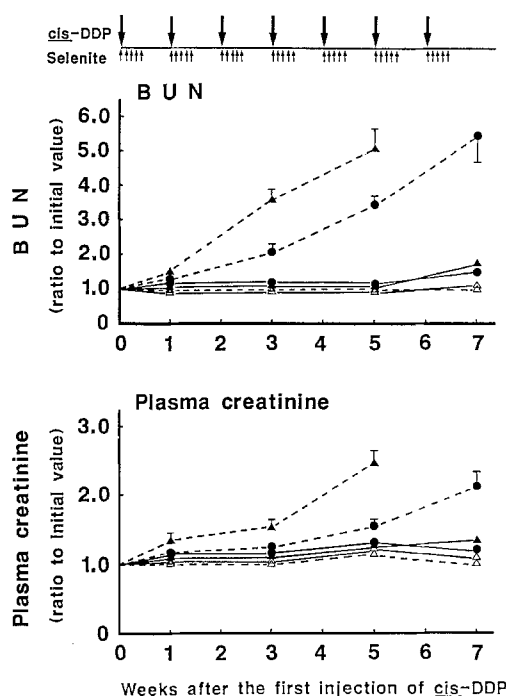 cis-DDP
Selenite
B U N
6.0
5.0
4.0
3.0
2.0
1.0
0
B U N
(ratio to initial value)
0 1 2 3 4 5 6 7
Plasma creatinine
3.0
2.0
1.0
0
Plasma creatinine
(ratio to initial value)
0 1 2 3 4 5 6 7
Weeks after the first injection of cis-DDP